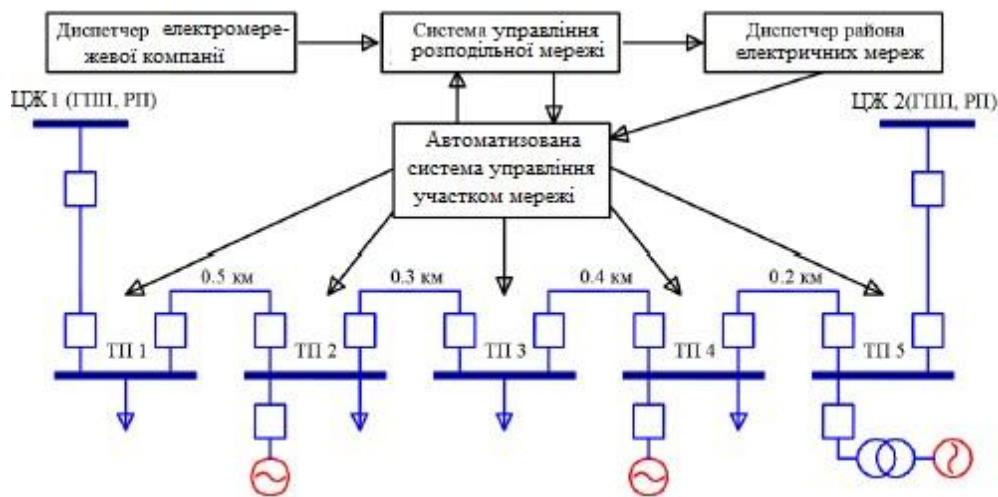 Диспетчер електромере-
жевої компанії
Система управління
розподільної мережі
Диспетчер района
електричних мереж
ЦЖ 1 (ГПП, РП)
ЦЖ 2(ГПП, РП)
Автоматизована
система управління
участком мережі
0.5 км
0.3 км
0.4 км
0.2 км
ТП 1
ТП 2
ТП 3
ТП 4
ТП 5